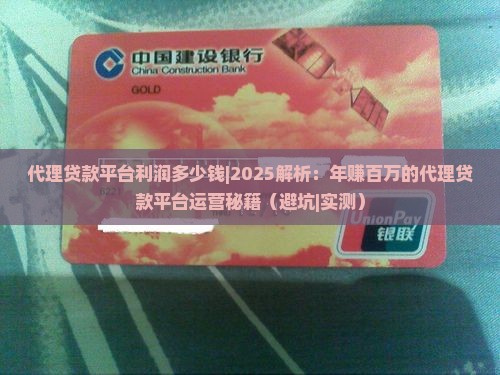 中国建设银行
China Construction Bank
GOLD
代理贷款平台利润多少钱|2025解析：年赚百万的代理贷
款平台运营秘籍（避坑|实测）
UnionPay
银联